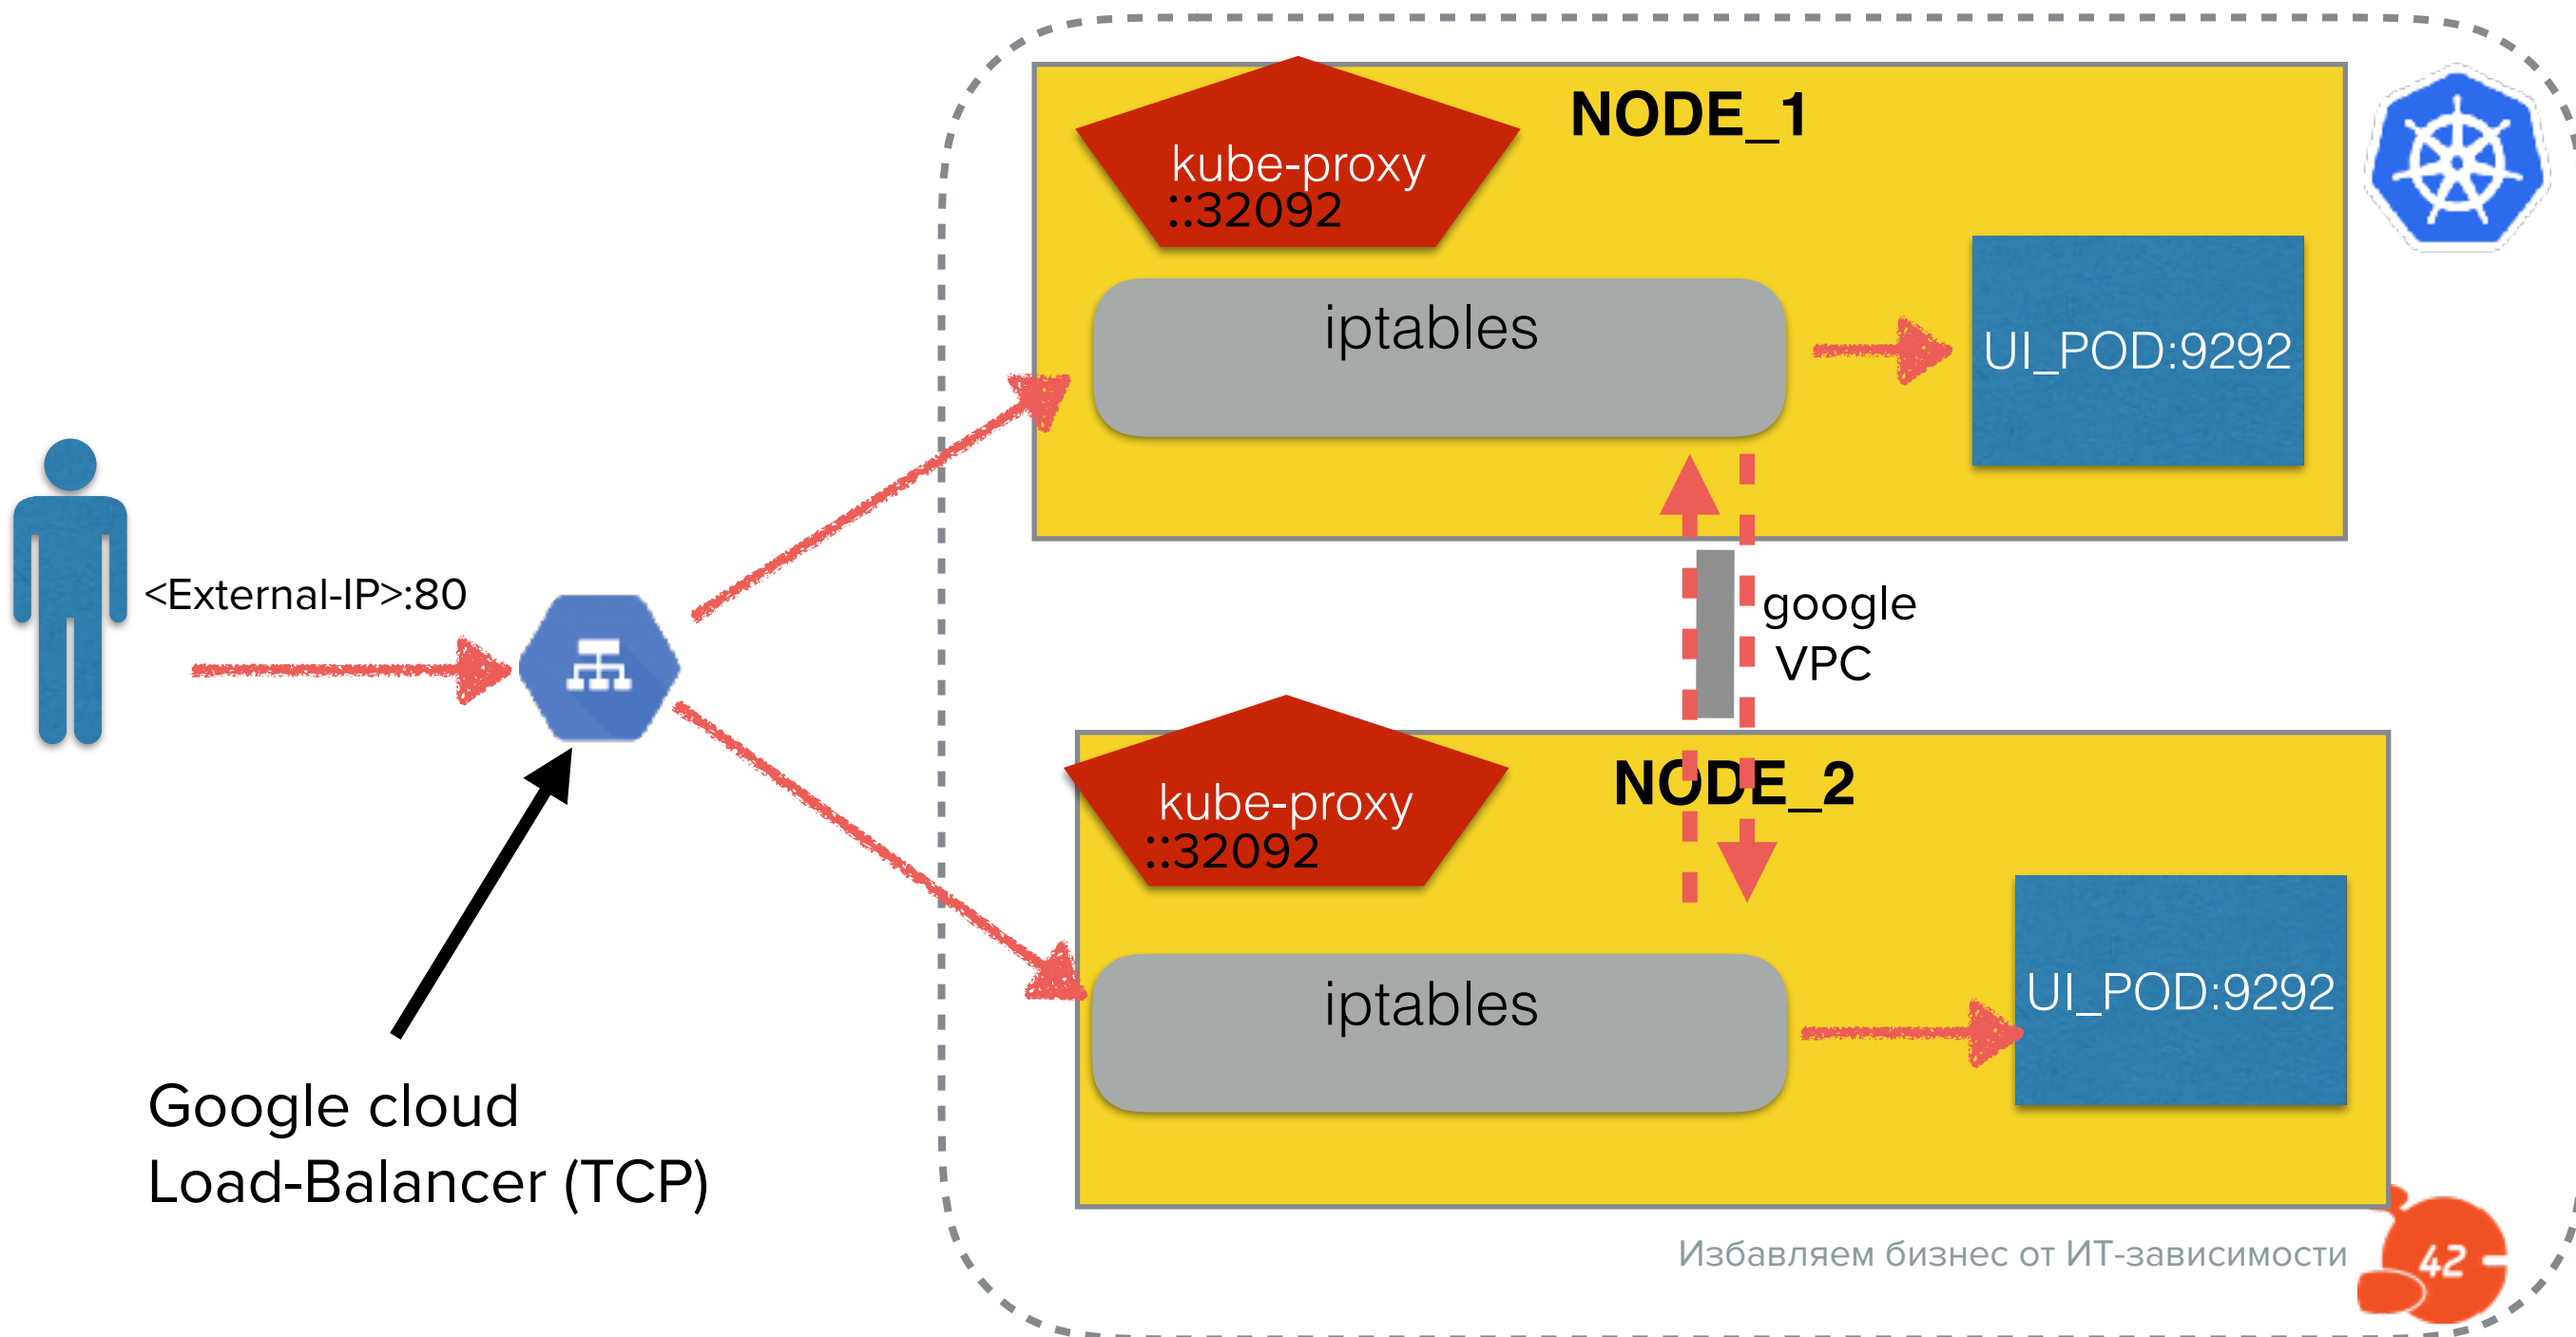 NODE_1
kube-proxy
::32092
iptables
UI_POD:9292
<External-IP>:80
google
VPC
NODE_2
kube-proxy
::32092
iptables
UI_POD:9292
Google cloud
Load-Balancer (TCP)
Избавляем бизнес от ИТ-зависимости
42